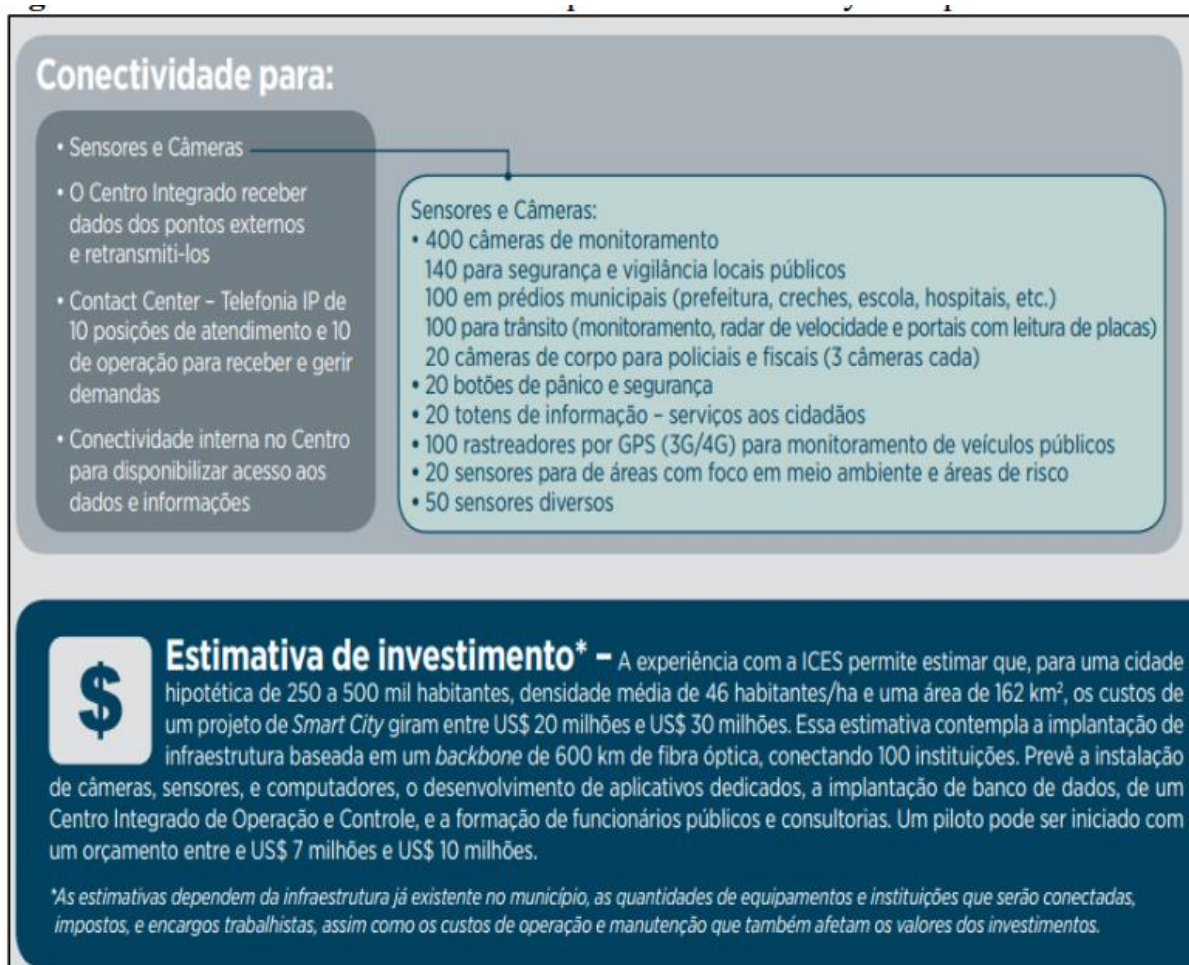 Conectividade para:
• Sensores e Câmeras
• O Centro Integrado receber
dados dos pontos externos
e retransmiti-los
• Contact Center – Telefonia IP de
10 posições de atendimento e 10
de operação para receber e gerir
demandas
• Conectividade interna no Centro
para disponibilizar acesso aos
dados e informações
Sensores e Câmeras:
• 400 câmeras de monitoramento
140 para segurança e vigilância locais públicos
100 em prédios municipais (prefeitura, creches, escola, hospitais, etc.)
100 para trânsito (monitoramento, radar de velocidade e portais com leitura de placas)
20 câmeras de corpo para policiais e fiscais (3 câmeras cada)
• 20 botões de pânico e segurança
• 20 totens de informação – serviços aos cidadãos
• 100 rastreadores por GPS (3G/4G) para monitoramento de veículos públicos
• 20 sensores para de áreas com foco em meio ambiente e áreas de risco
• 50 sensores diversos
$
Estimativa de investimento* – A experiência com a ICES permite estimar que, para uma cidade
hipotética de 250 a 500 mil habitantes, densidade média de 46 habitantes/ha e uma área de 162 km², os custos de
um projeto de Smart City giram entre US$ 20 milhões e US$ 30 milhões. Essa estimativa contempla a implantação de
infraestrutura baseada em um backbone de 600 km de fibra óptica, conectando 100 instituições. Prevê a instalação
de câmeras, sensores, e computadores, o desenvolvimento de aplicativos dedicados, a implantação de banco de dados, de um
Centro Integrado de Operação e Controle, e a formação de funcionários públicos e consultorias. Um piloto pode ser iniciado com
um orçamento entre e US$ 7 milhões e US$ 10 milhões.
*As estimativas dependem da infraestrutura já existente no município, as quantidades de equipamentos e instituições que serão conectadas,
impostos, e encargos trabalhistas, assim como os custos de operação e manutenção que também afetam os valores dos investimentos.